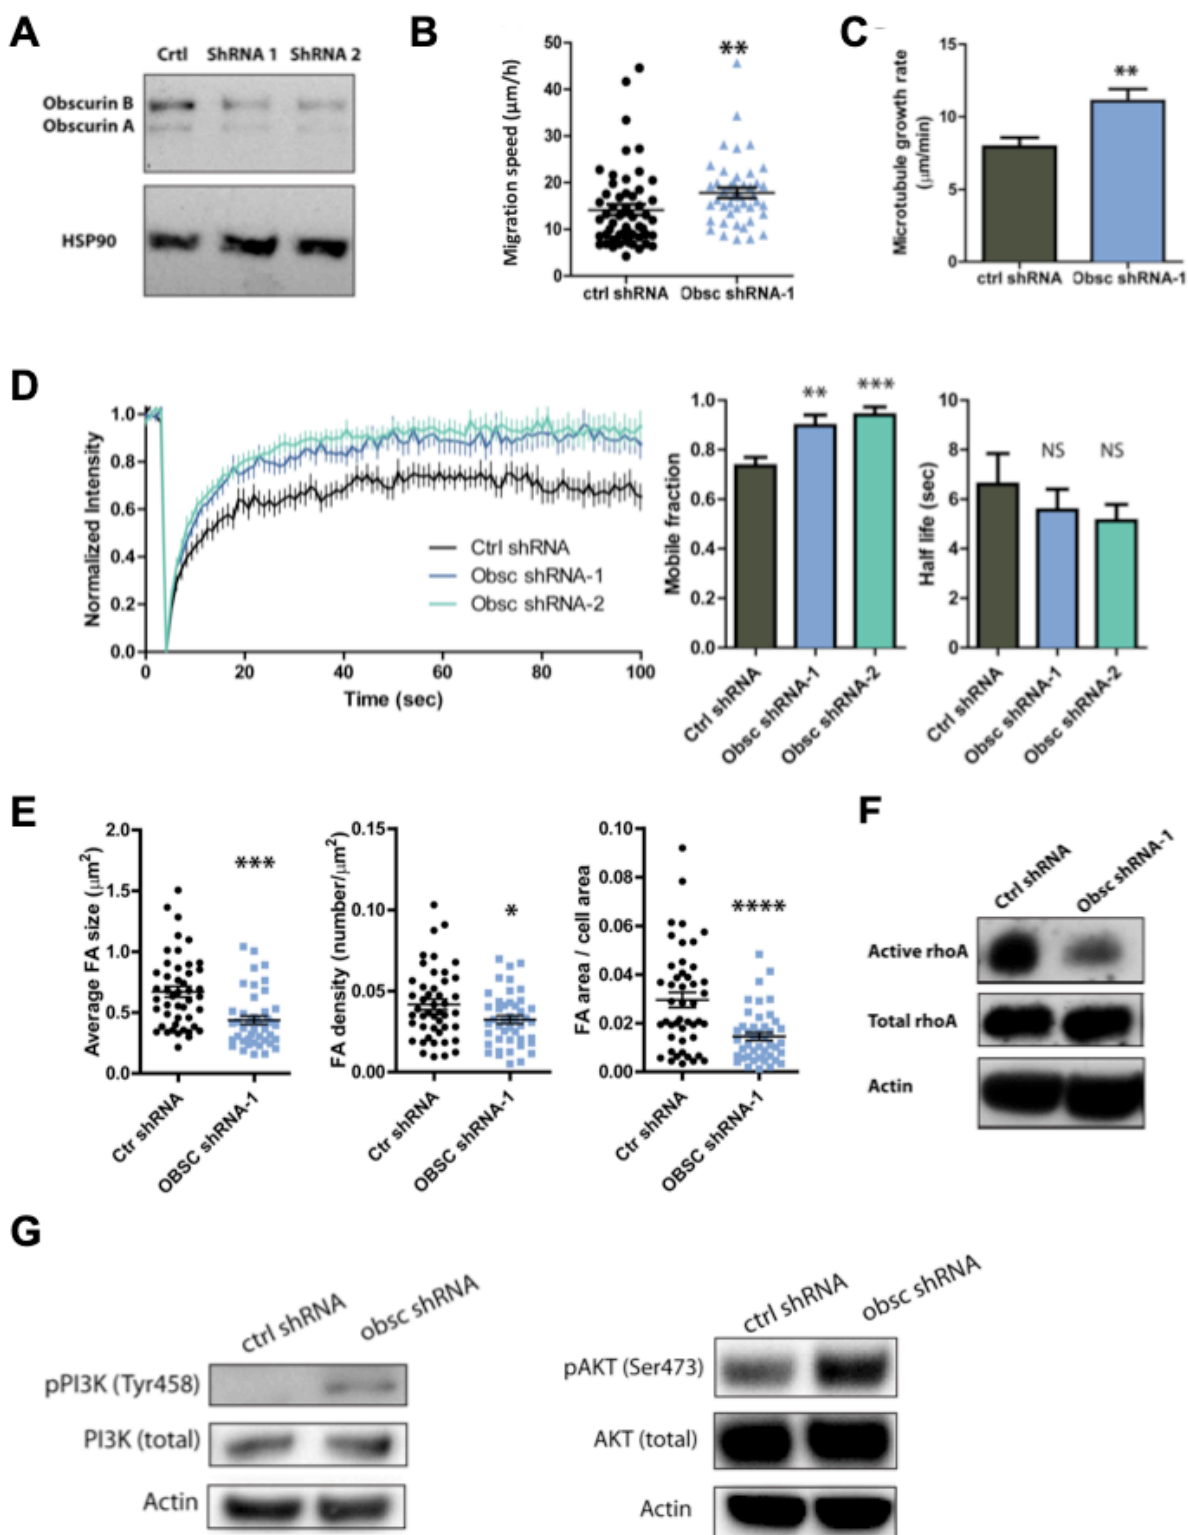 A
Crtl ShRNA 1 ShRNA 2
Obscurin B
Obscurin A
HSP90
B
Migration speed (μm/h)
50
40
30
20
10
0
**
ctrl shRNA Obsc shRNA-1
C
Microtubule growth rate
(μm/min)
15
10
5
0
**
ctrl shRNA Obsc shRNA-1
D
Normalized Intensity
1.0
0.8
0.6
0.4
0.2
0.0
0 20 40 60 80 100
Time (sec)
Ctrl shRNA
Obsc shRNA-1
Obsc shRNA-2
Mobile fraction
1.0
0.8
0.6
0.4
0.2
0.0
** ***
Ctrl shRNA
Obsc shRNA-1
Obsc shRNA-2
Half life (sec)
10
8
6
4
2
0
NS NS
Ctrl shRNA
Obsc shRNA-1
Obsc shRNA-2
E
Average FA size (μm²)
2.0
1.5
1.0
0.5
0.0
***
Ctr shRNA
OBSC shRNA-1
FA density (number/μm²)
0.15
0.10
0.05
0.00
*
Ctr shRNA
OBSC shRNA-1
FA area / cell area
0.10
0.08
0.06
0.04
0.02
0.00
****
Ctr shRNA
OBSC shRNA-1
F
Ctrl shRNA
Obsc shRNA-1
Active rhoA
Total rhoA
Actin
G
ctrl shRNA
obsc shRNA
pPI3K (Tyr458)
PI3K (total)
Actin
ctrl shRNA
obsc shRNA
pAKT (Ser473)
AKT (total)
Actin